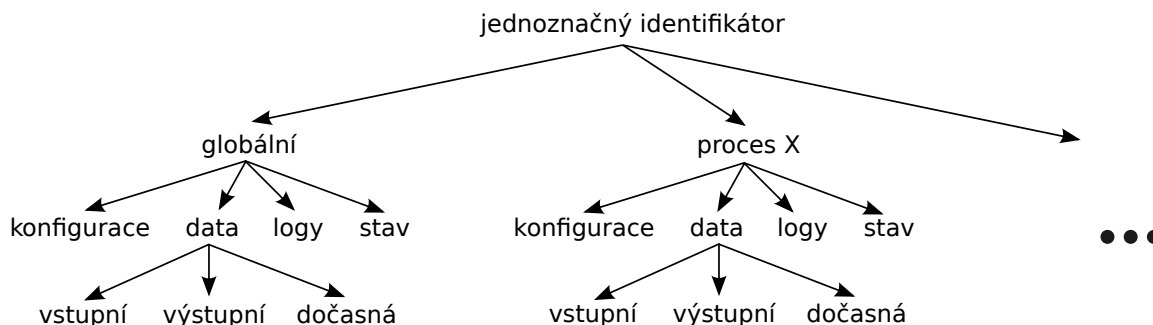 jednoznačný identifikátor
globální proces X
konfigurace data logy stav konfigurace data logy stav
vstupní výstupní dočasná vstupní výstupní dočasná